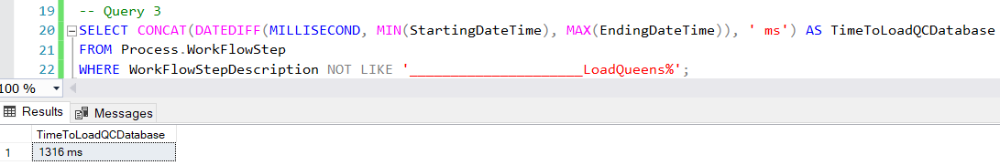 19 -- Query 3
20 SELECT CONCAT(DATEDIFF(MILLISECOND, MIN(StartingDateTime), MAX(EndingDateTime)), ' ms') AS TimeToLoadQCDatabase
21 FROM Process.WorkFlowStep
22 WHERE WorkFlowStepDescription NOT LIKE '_____________________LoadQueens%';
100 %
Results Messages
TimeToLoadQCDatabase
1 1316 ms